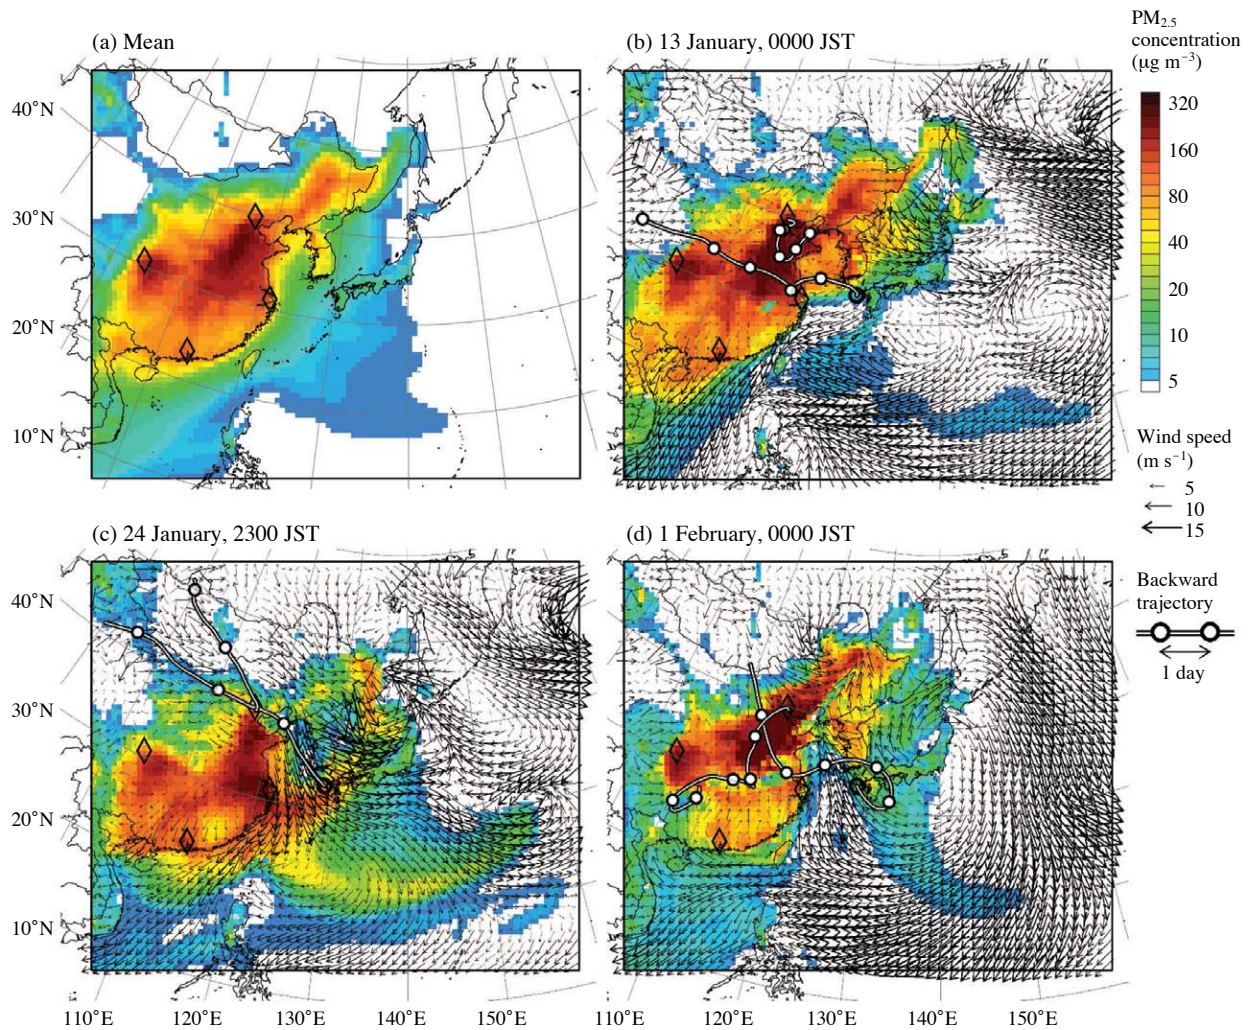 (a) Mean
(b) 13 January, 0000 JST
PM2.5
concentration
(μg m−3)
320
160
80
40
20
10
5
40°N
30°N
20°N
10°N
Wind speed
(m s−1)
5
10
15
(c) 24 January, 2300 JST
(d) 1 February, 0000 JST
Backward
trajectory
1 day
40°N
30°N
20°N
10°N
110°E 120°E 130°E 140°E 150°E 110°E 120°E 130°E 140°E 150°E